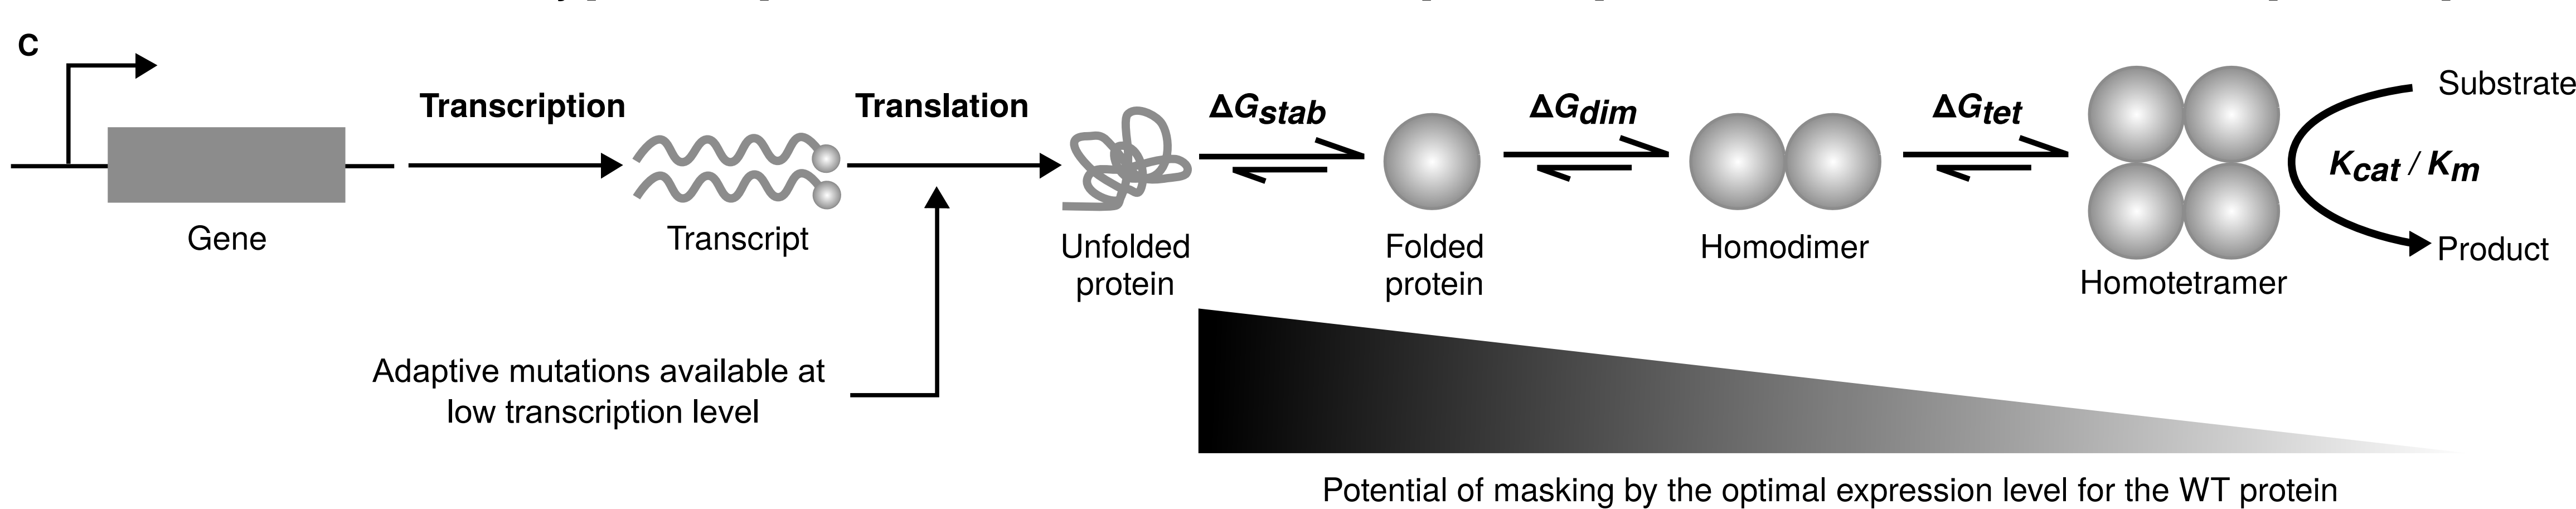 C
Transcription
Translation
ΔGstab
ΔGdim
ΔGtet
Substrate
Kcat / Km
Product
Gene
Transcript
Unfolded
protein
Folded
protein
Homodimer
Homotetramer
Adaptive mutations available at
low transcription level
Potential of masking by the optimal expression level for the WT protein